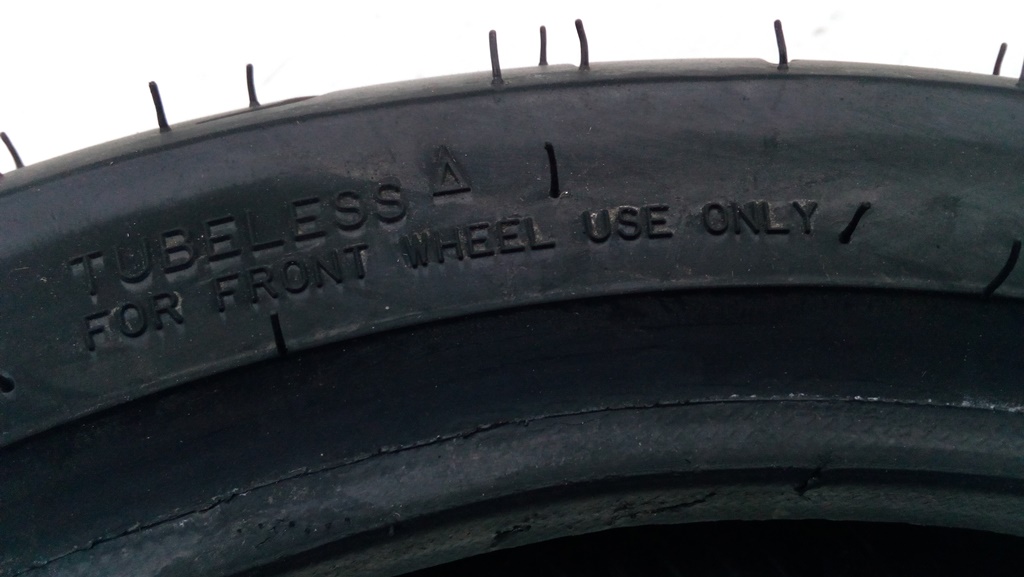 TUBELESS △
FOR FRONT WHEEL USE ONLY